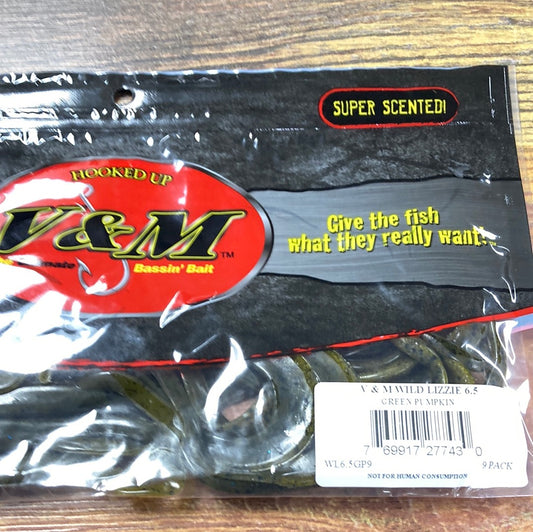 SUPER SCENTED!
HOOKED UP
V&M™
Bassin' Bait
Give the fish
what they really want...
V & M WILD LIZZIE 6.5
GREEN PUMPKIN
7 69917 27743 0
WL6.5GP9 9 PACK
NOT FOR HUMAN CONSUMPTION